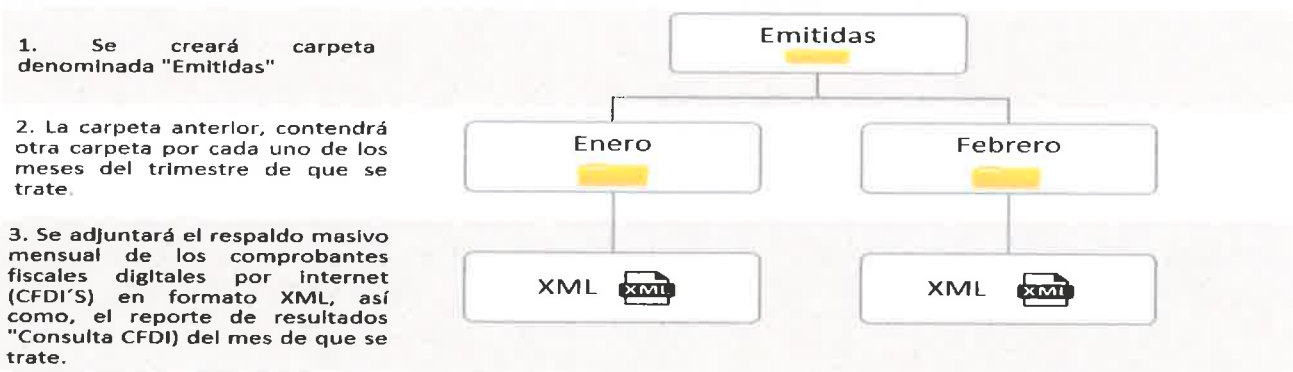 1. Se creará carpeta
denominada "Emitidas"
Emitidas
2. La carpeta anterior, contendrá
otra carpeta por cada uno de los
meses del trimestre de que se
trate.
Enero
Febrero
3. Se adjuntará el respaldo masivo
mensual de los comprobantes
fiscales digitales por internet
(CFDI´S) en formato XML, así
como, el reporte de resultados
"Consulta CFDI) del mes de que se
trate.
XML XML
XML XML